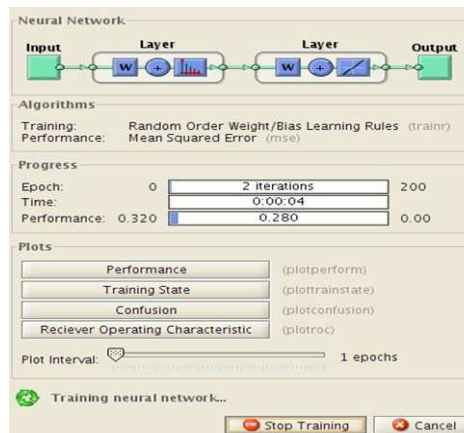 Neural Network
Input
Layer
Layer
Output
W
+
W
+
Algorithms
Training: Random Order Weight/Bias Learning Rules (trainr)
Performance: Mean Squared Error (mse)
Progress
Epoch: 0 2 iterations 200
Time: 0:00:04
Performance: 0.320 0.280 0.00
Plots
Performance (plotperform)
Training State (plottrainstate)
Confusion (plotconfusion)
Reciever Operating Characteristic (plotroc)
Plot Interval: 1 epochs
Training neural network...
Stop Training
Cancel